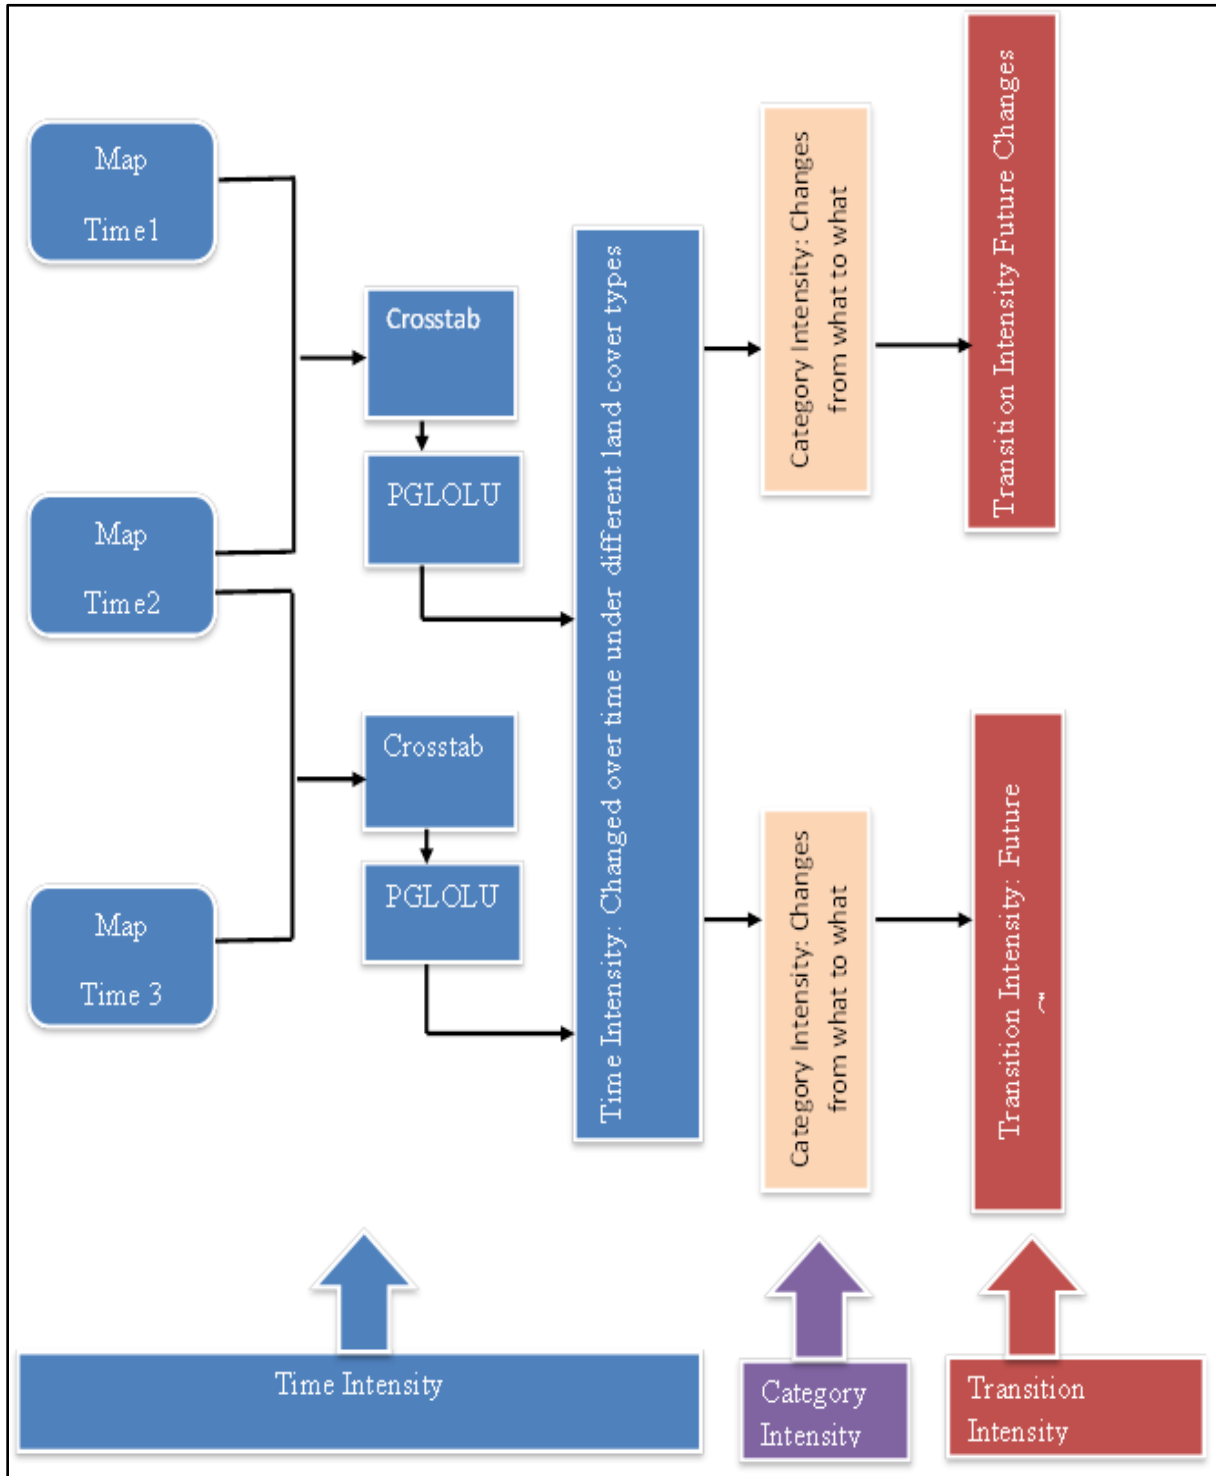 Map
Time1
Map
Time2
Map
Time 3
Crosstab
PGLOLU
Crosstab
PGLOLU
Time Intensity: Changed over time under different land cover types
Category Intensity: Changes
from what to what
Category Intensity: Changes
from what to what
Transition Intensity Future Changes
Transition Intensity: Future
Time Intensity
Category
Intensity
Transition
Intensity